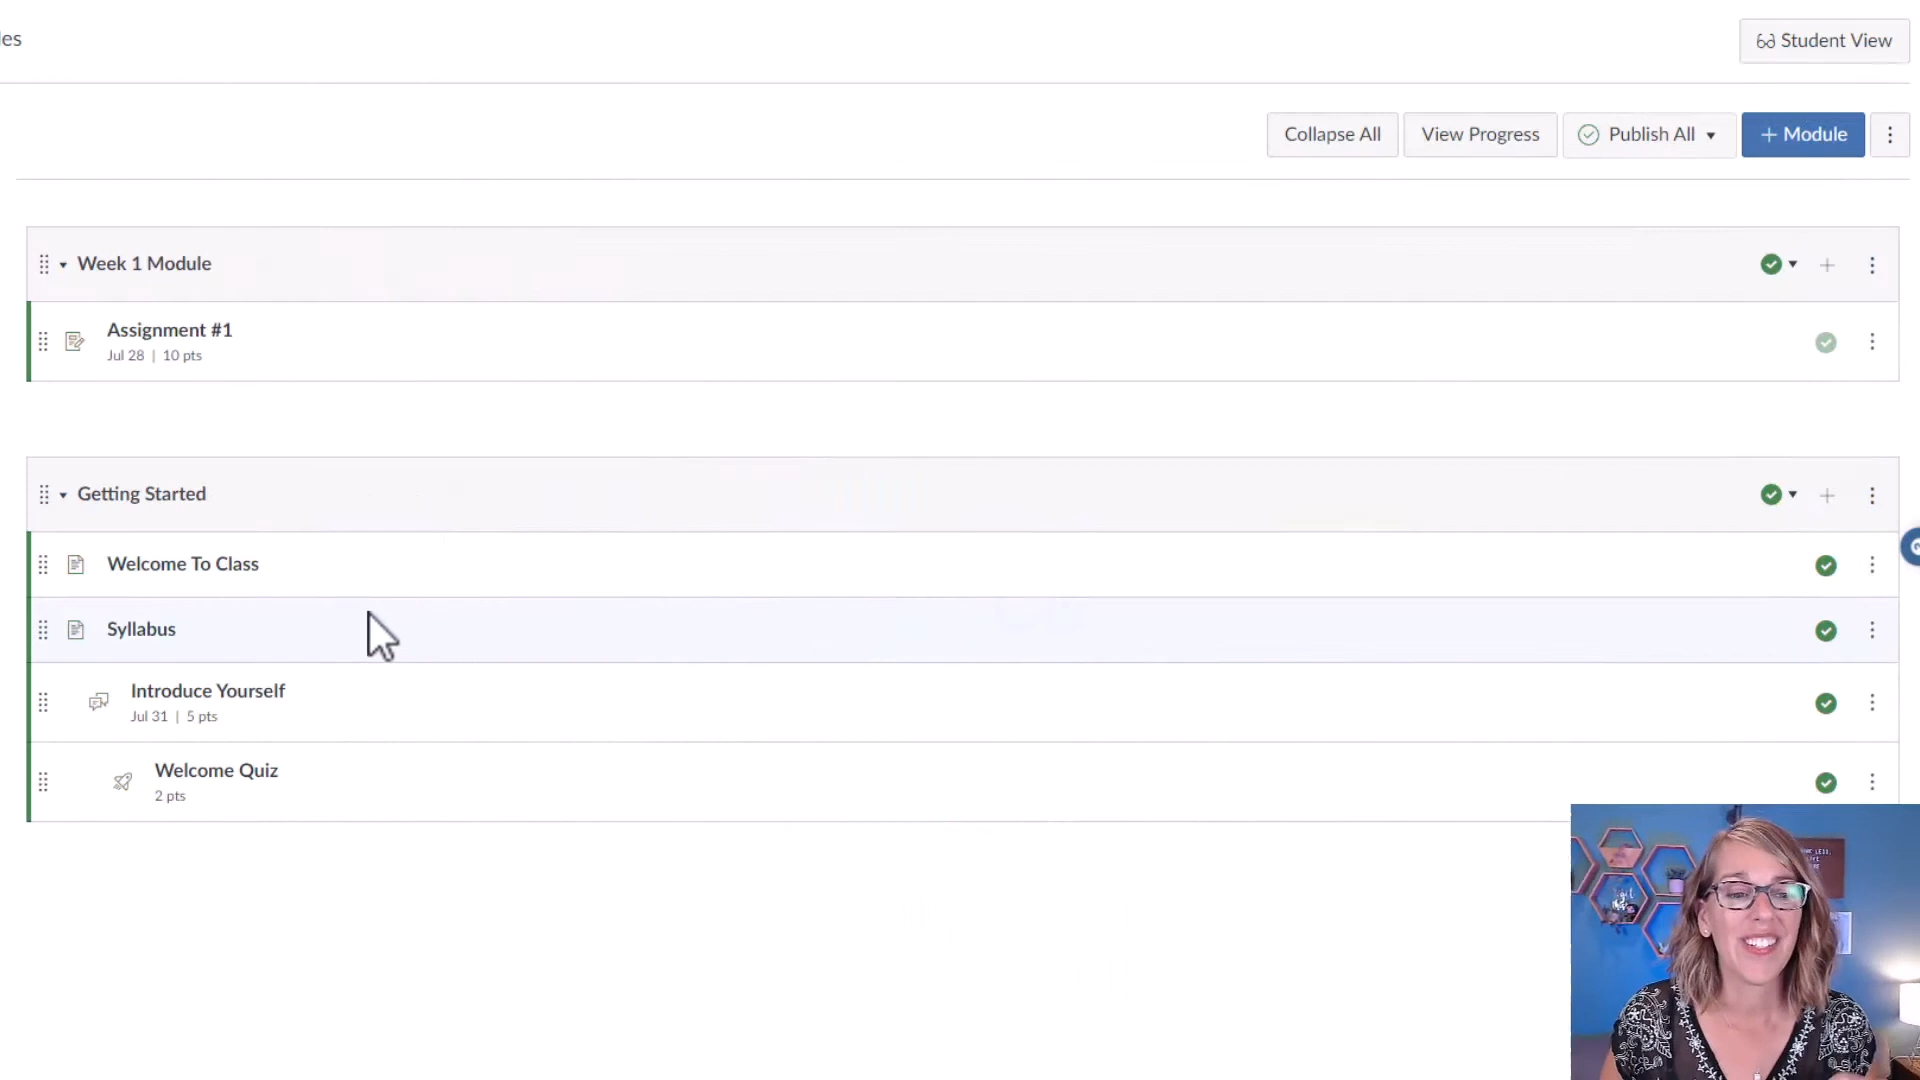 les
Student View
Collapse All
View Progress
Publish All
+ Module
Week 1 Module
Assignment #1
Jul 28 | 10 pts
Getting Started
Welcome To Class
Syllabus
Introduce Yourself
Jul 31 | 5 pts
Welcome Quiz
2 pts